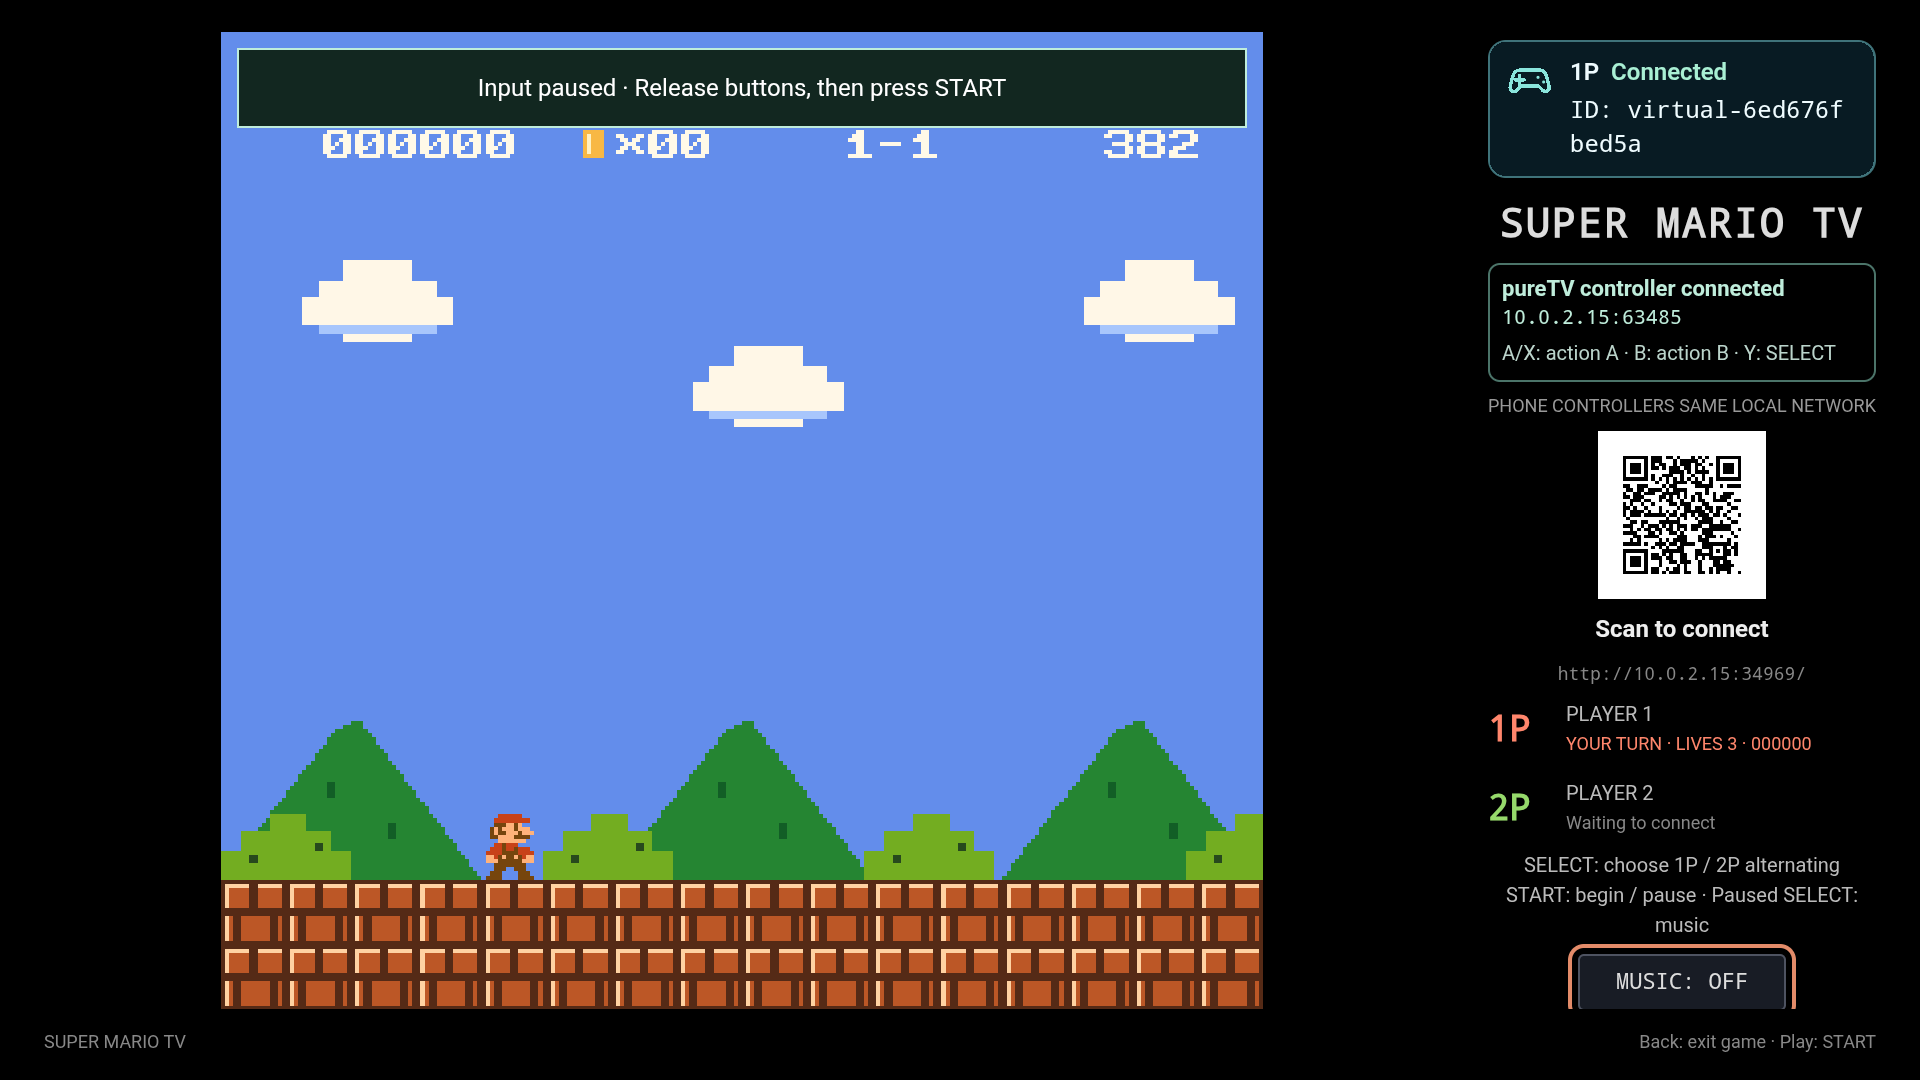 Input paused · Release buttons, then press START
000000 x00 1-1 382
1P Connected
ID: virtual-6ed676f
bed5a
SUPER MARIO TV
pureTV controller connected
10.0.2.15:63485
A/X: action A · B: action B · Y: SELECT
PHONE CONTROLLERS SAME LOCAL NETWORK
Scan to connect
http://10.0.2.15:34969/
1P PLAYER 1
YOUR TURN · LIVES 3 · 000000
2P PLAYER 2
Waiting to connect
SELECT: choose 1P / 2P alternating
START: begin / pause · Paused SELECT:
music
MUSIC: OFF
SUPER MARIO TV
Back: exit game · Play: START